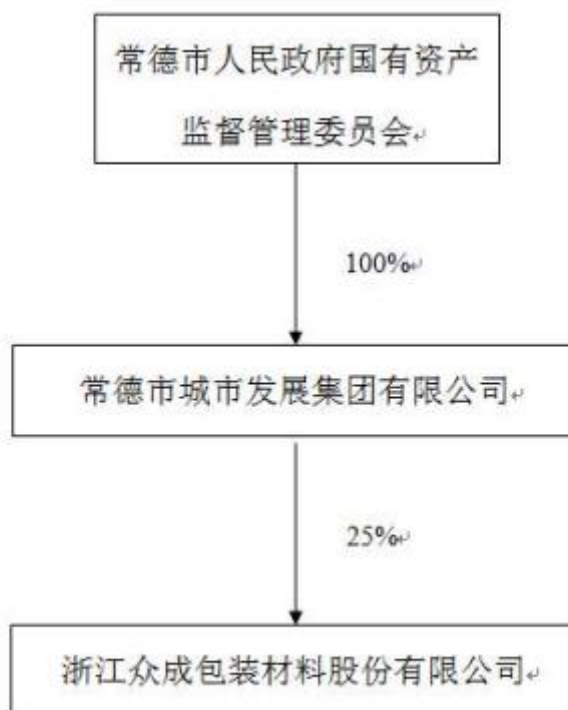 常德市人民政府国有资产
监督管理委员会
100%
常德市城市发展集团有限公司
25%
浙江众成包装材料股份有限公司